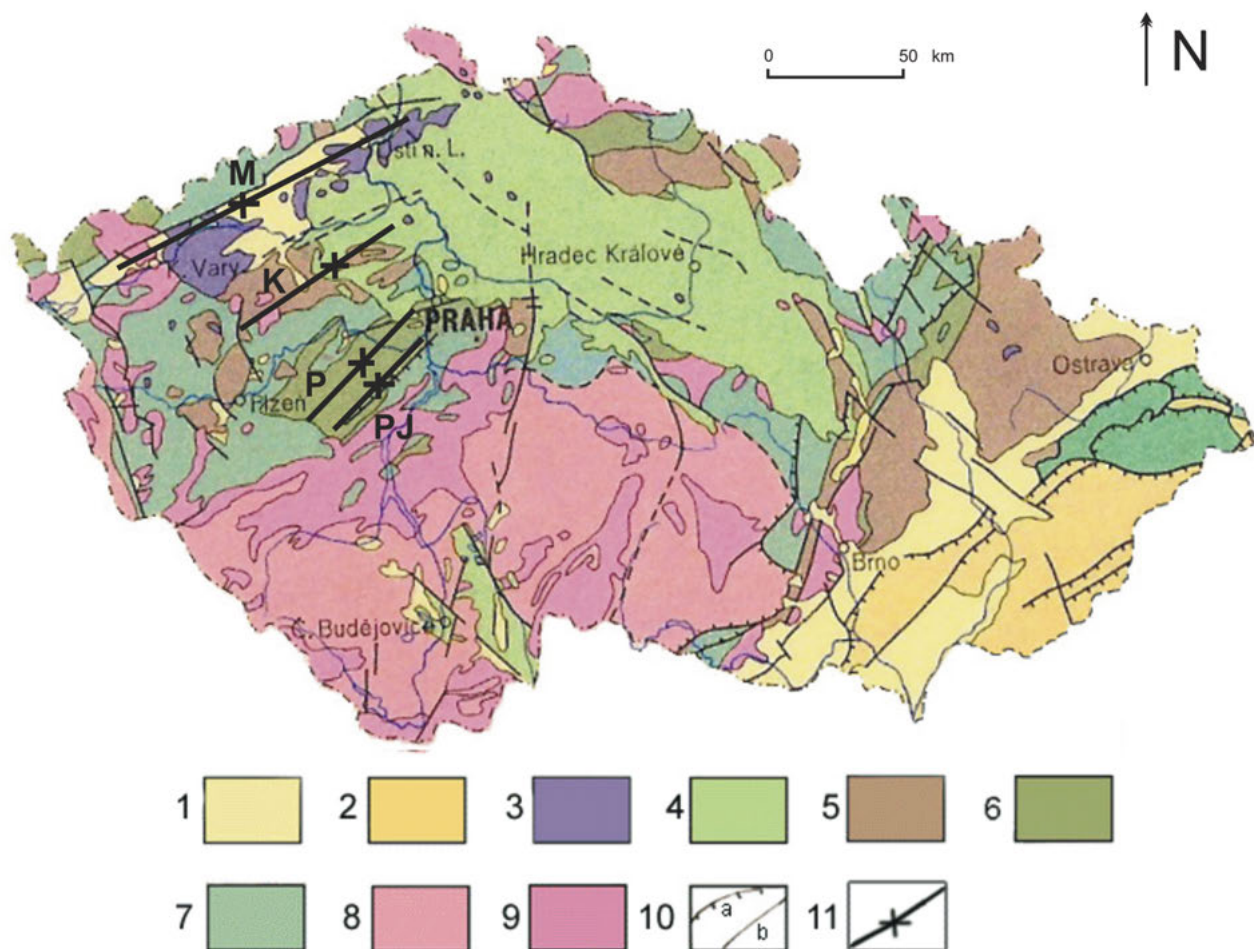 0 50 km
N
M
Ústí n. L.
K. Vary
K
Hradec Králové
PRAHA
Ostrava
P
Plzeň
PJ
Brno
Č. Budějovice
1 2 3 4 5 6
7 8 9 10 a b 11